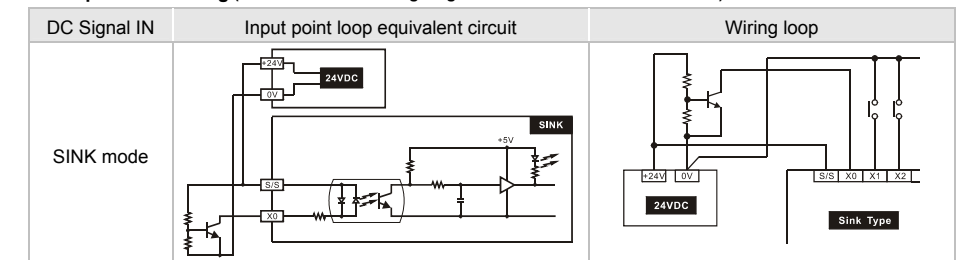 DC Signal IN
Input point loop equivalent circuit
Wiring loop
SINK mode
+24V
24VDC
0V
SINK
+5V
S/S
X0
+24V
0V
S/S
X0
X1
X2
24VDC
Sink Type